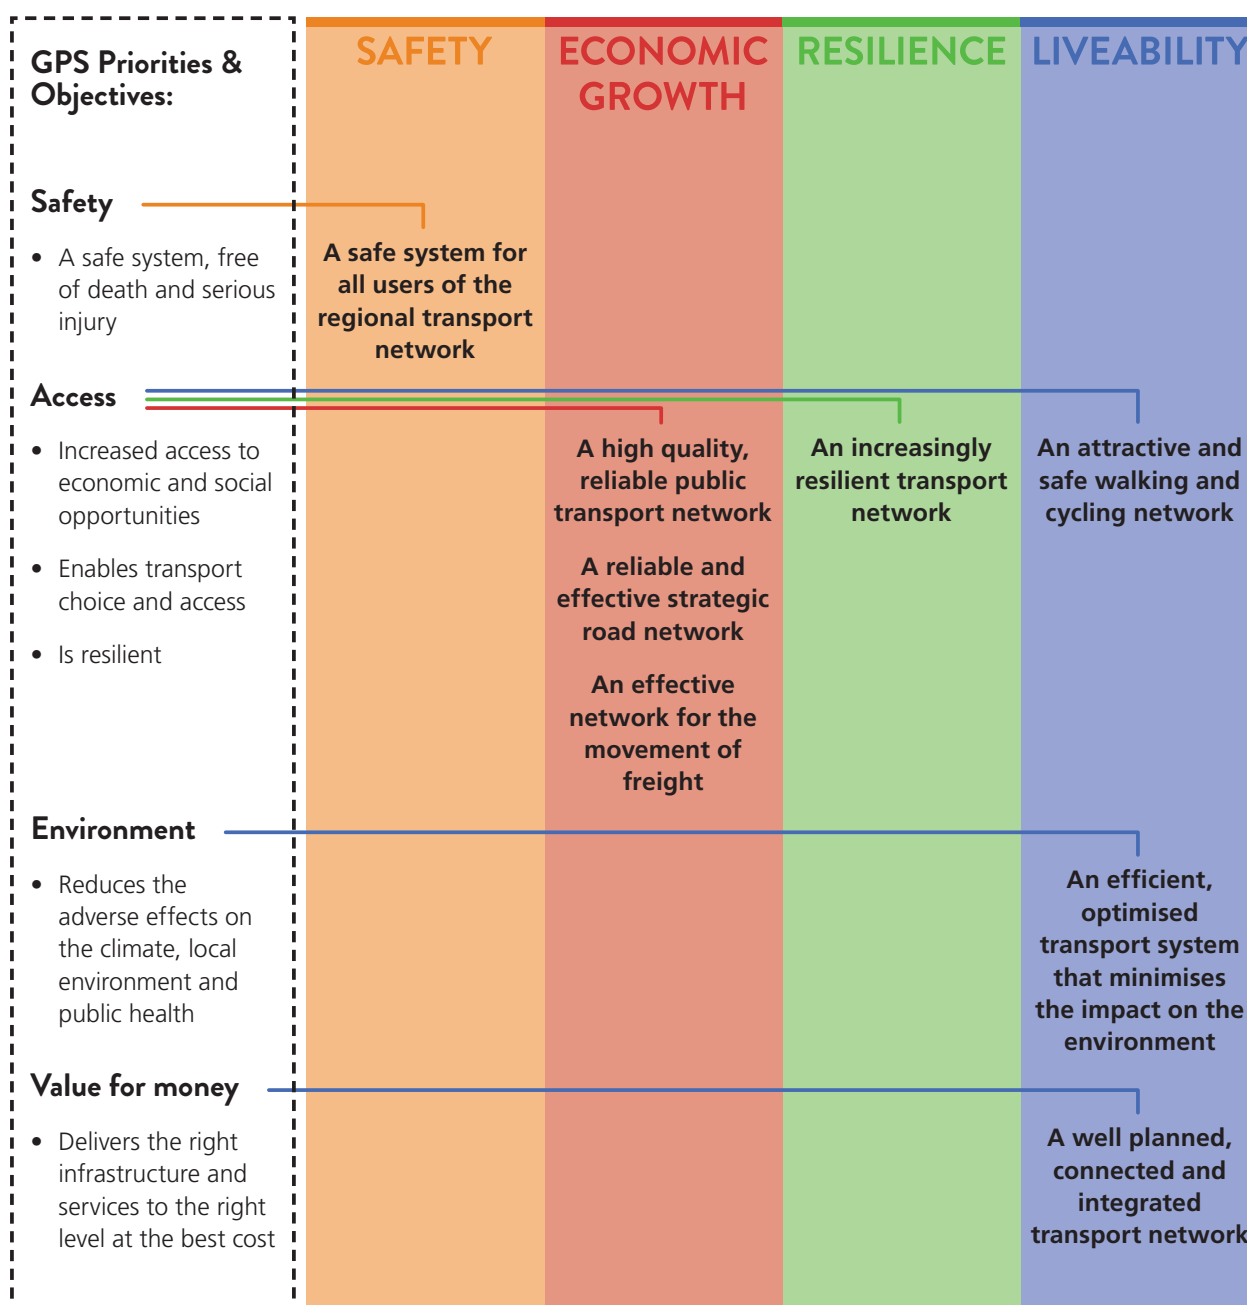 GPS Priorities &
Objectives:
SAFETY
ECONOMIC
GROWTH
RESILIENCE
LIVEABILITY
Safety
• A safe system, free
of death and serious
injury
A safe system for
all users of the
regional transport
network
Access
• Increased access to
economic and social
opportunities
• Enables transport
choice and access
• Is resilient
A high quality,
reliable public
transport network
A reliable and
effective strategic
road network
An effective
network for the
movement of
freight
An increasingly
resilient transport
network
An attractive and
safe walking and
cycling network
Environment
• Reduces the
adverse effects on
the climate, local
environment and
public health
An efficient,
optimised
transport system
that minimises
the impact on the
environment
Value for money
• Delivers the right
infrastructure and
services to the right
level at the best cost
A well planned,
connected and
integrated
transport network